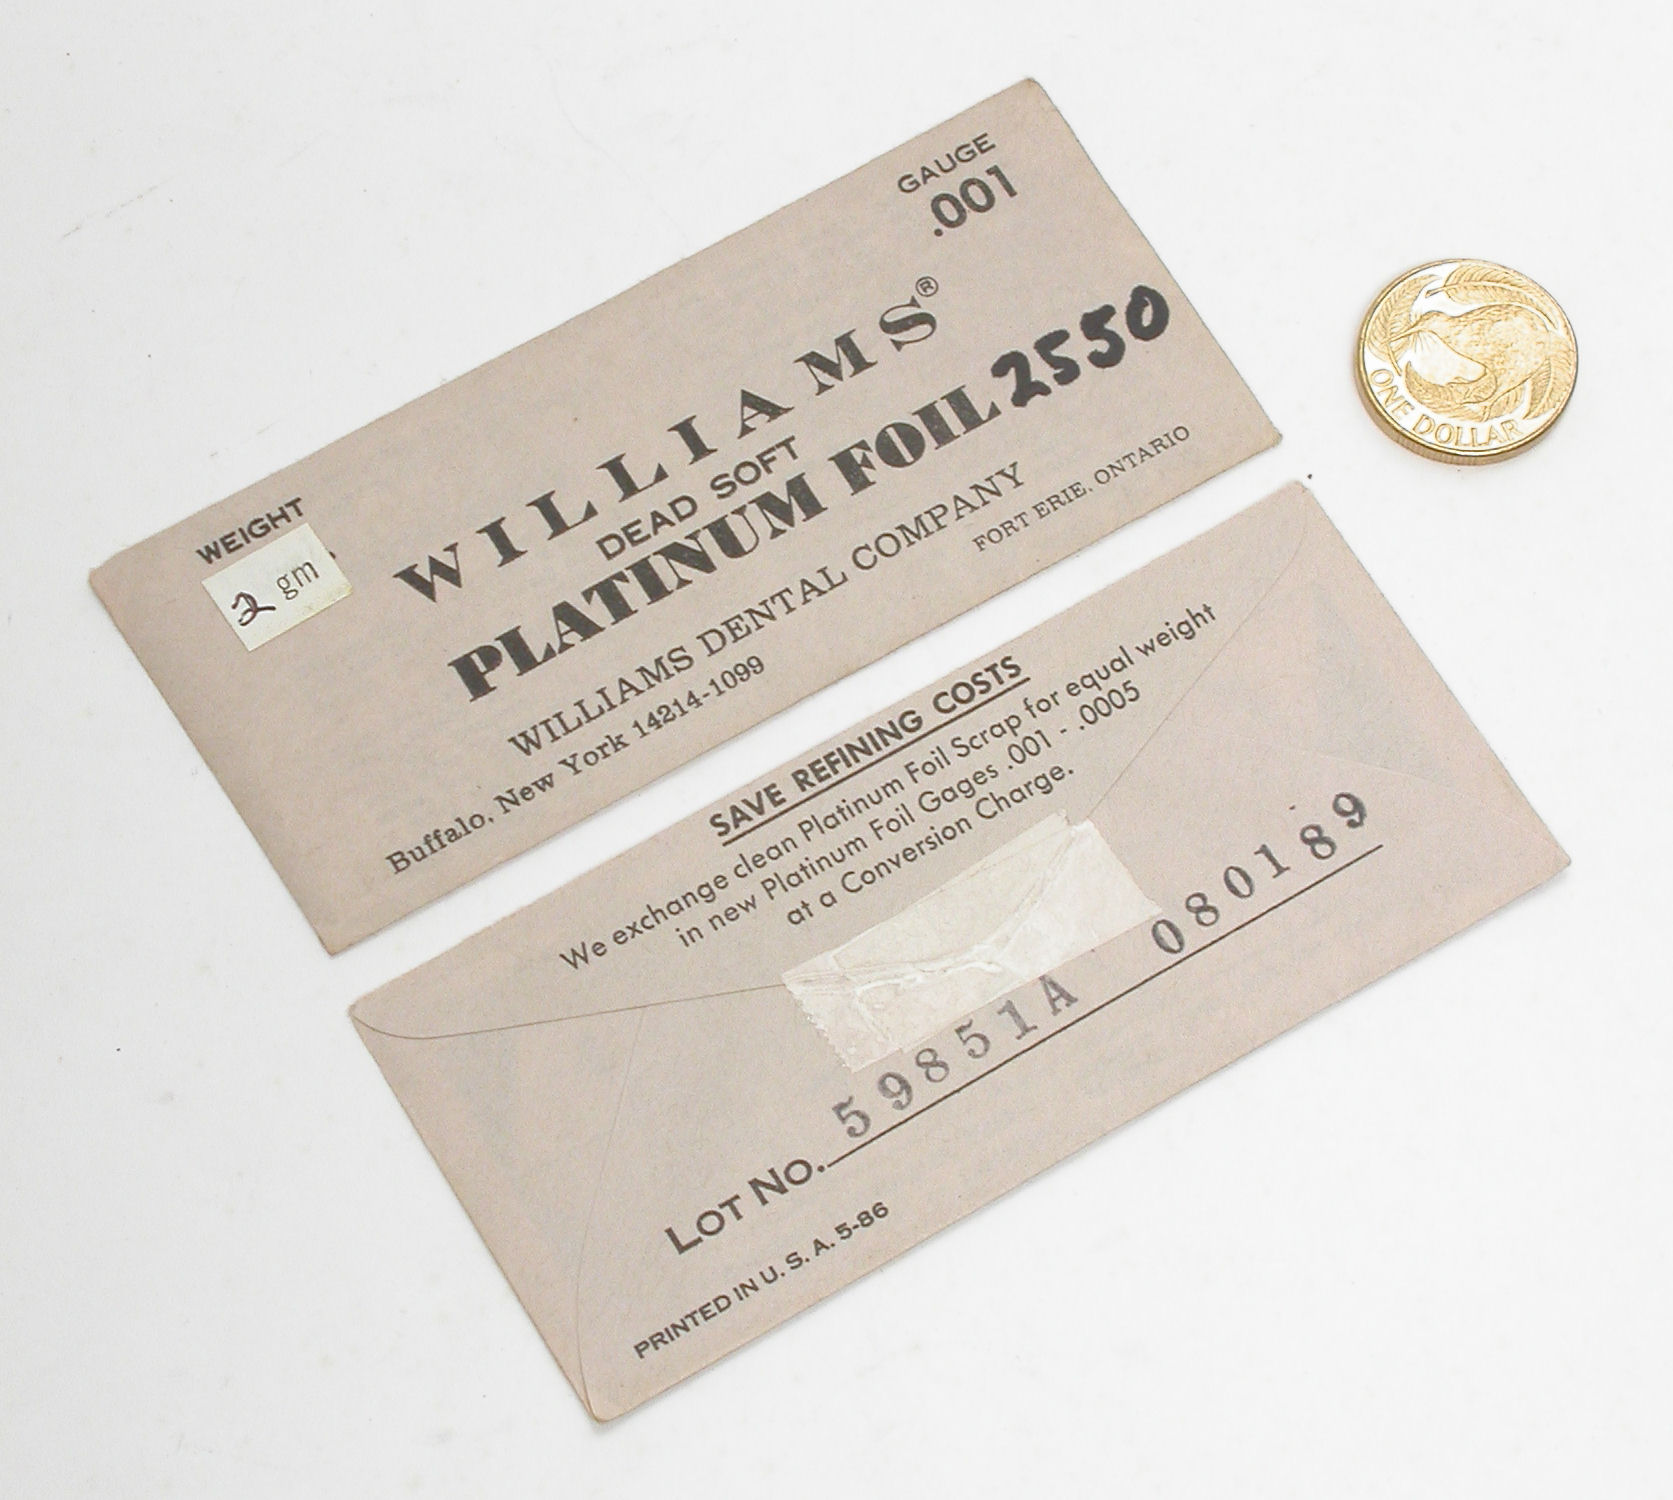 GAUGE
.001
WEIGHT
2 gm
WILLIAMS®
DEAD SOFT
PLATINUM FOIL 2550
WILLIAMS DENTAL COMPANY
Buffalo, New York 14214-1099
FORT ERIE, ONTARIO
SAVE REFINING COSTS
We exchange clean Platinum Foil Scrap for equal weight
in new Platinum Foil Gages .001 - .0005
at a Conversion Charge.
LOT NO. 59851A 080189
PRINTED IN U. S. A. 5-86
ONE DOLLAR